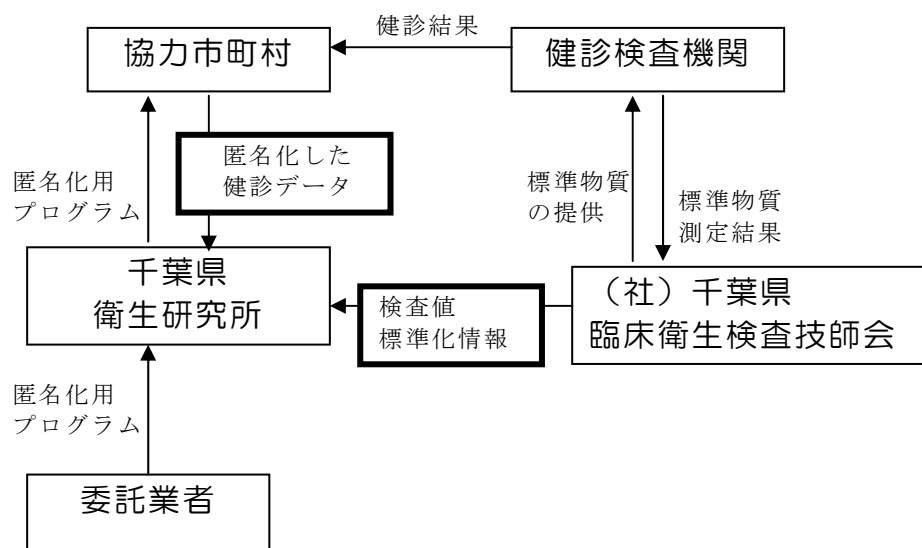 健診結果
協力市町村
健診検査機関
匿名化した
健診データ
匿名化用
プログラム
標準物質
の提供
標準物質
測定結果
千葉県
衛生研究所
検査値
標準化情報
（社）千葉県
臨床衛生検査技師会
匿名化用
プログラム
委託業者